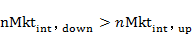 nMkt_int, down > nMkt_int, up